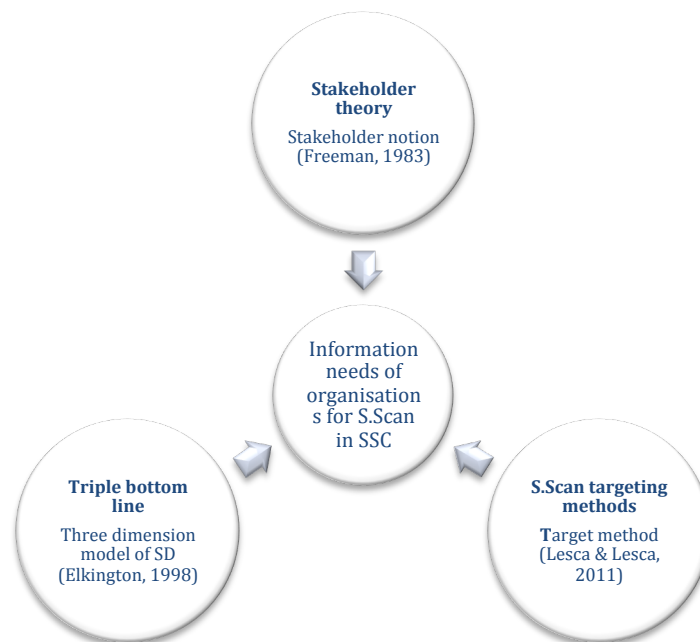 Stakeholder
theory
Stakeholder notion
(Freeman, 1983)
Information
needs of
organisation
s for S.Scan
in SSC
Triple bottom
line
Three dimension
model of SD
(Elkington, 1998)
S.Scan targeting
methods
Target method
(Lesca & Lesca,
2011)